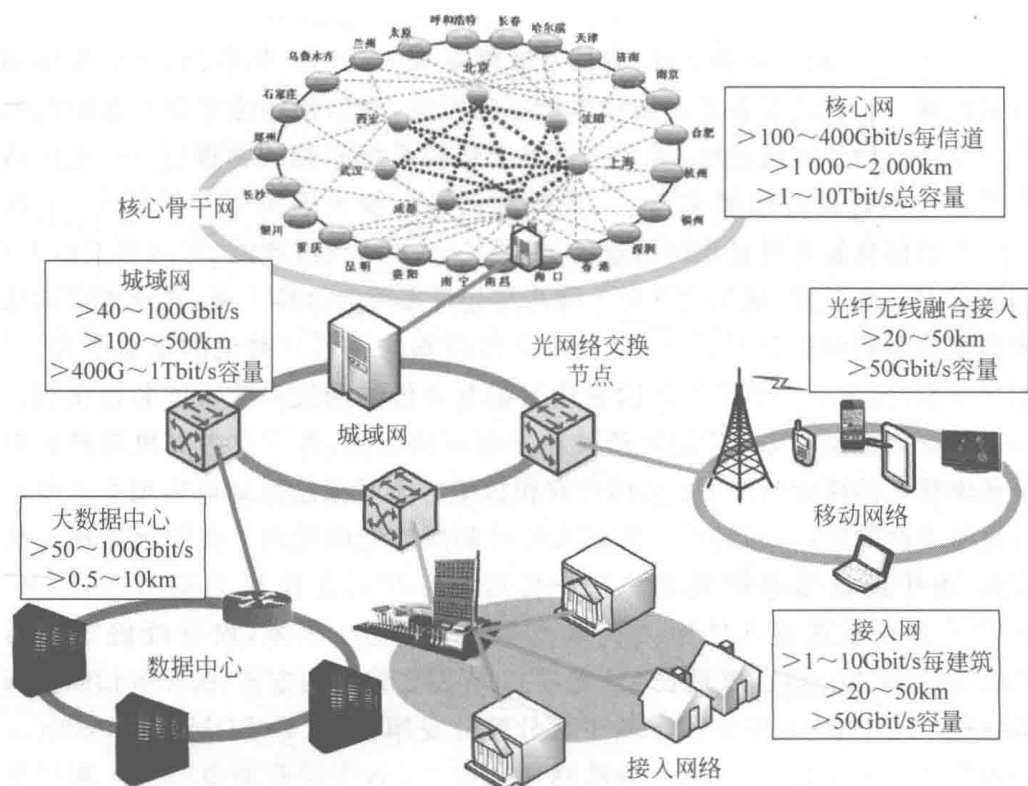 呼和浩特
长春
哈尔滨
太原
天津
兰州
济南
乌鲁木齐
北京
南京
石家庄
西安
沈阳
合肥
郑州
上海
武汉
杭州
长沙
成都
核心骨干网
银川
福州
重庆
深圳
昆明
贵阳
南宁
南昌
海口
香港
核心网
>100~400Gbit/s每信道
>1 000~2 000km
>1~10Tbit/s总容量
城域网
>40~100Gbit/s
>100~500km
>400G~1Tbit/s容量
光网络交换
节点
光纤无线融合接入
>20~50km
>50Gbit/s容量
城域网
移动网络
大数据中心
>50~100Gbit/s
>0.5~10km
数据中心
接入网
>1~10Gbit/s每建筑
>20~50km
>50Gbit/s容量
接入网络